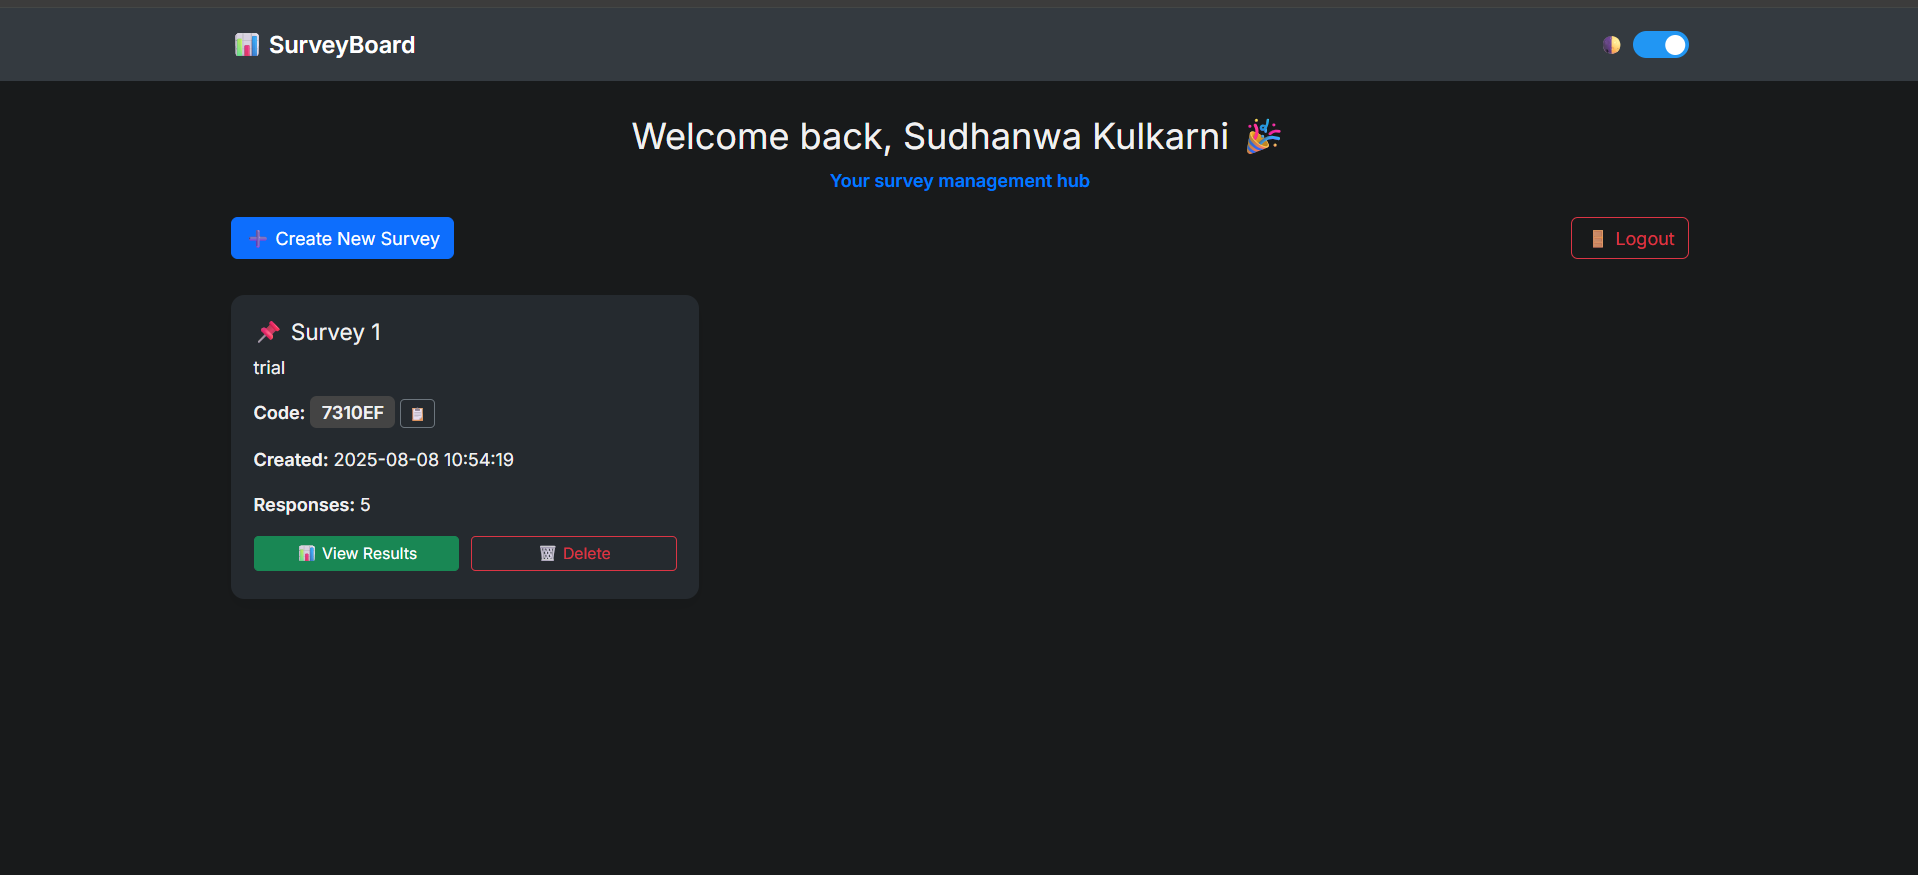 SurveyBoard
Welcome back, Sudhanwa Kulkarni
Your survey management hub
Create New Survey
Logout
Survey 1
trial
Code: 7310EF
Created: 2025-08-08 10:54:19
Responses: 5
View Results
Delete